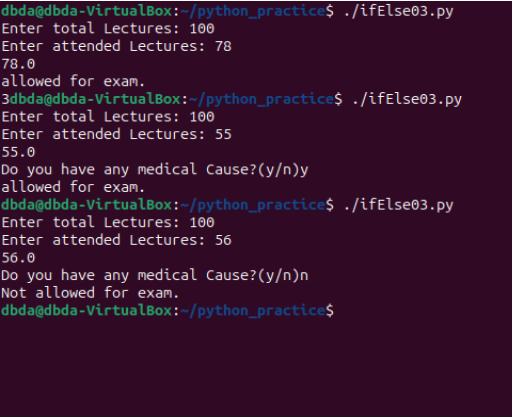 dbda@dbda-VirtualBox:~/python_practice$ ./ifElse03.py
Enter total Lectures: 100
Enter attended Lectures: 78
78.0
allowed for exam.
3dbda@dbda-VirtualBox:~/python_practice$ ./ifElse03.py
Enter total Lectures: 100
Enter attended Lectures: 55
55.0
Do you have any medical Cause?(y/n)y
allowed for exam.
dbda@dbda-VirtualBox:~/python_practice$ ./ifElse03.py
Enter total Lectures: 100
Enter attended Lectures: 56
56.0
Do you have any medical Cause?(y/n)n
Not allowed for exam.
dbda@dbda-VirtualBox:~/python_practice$